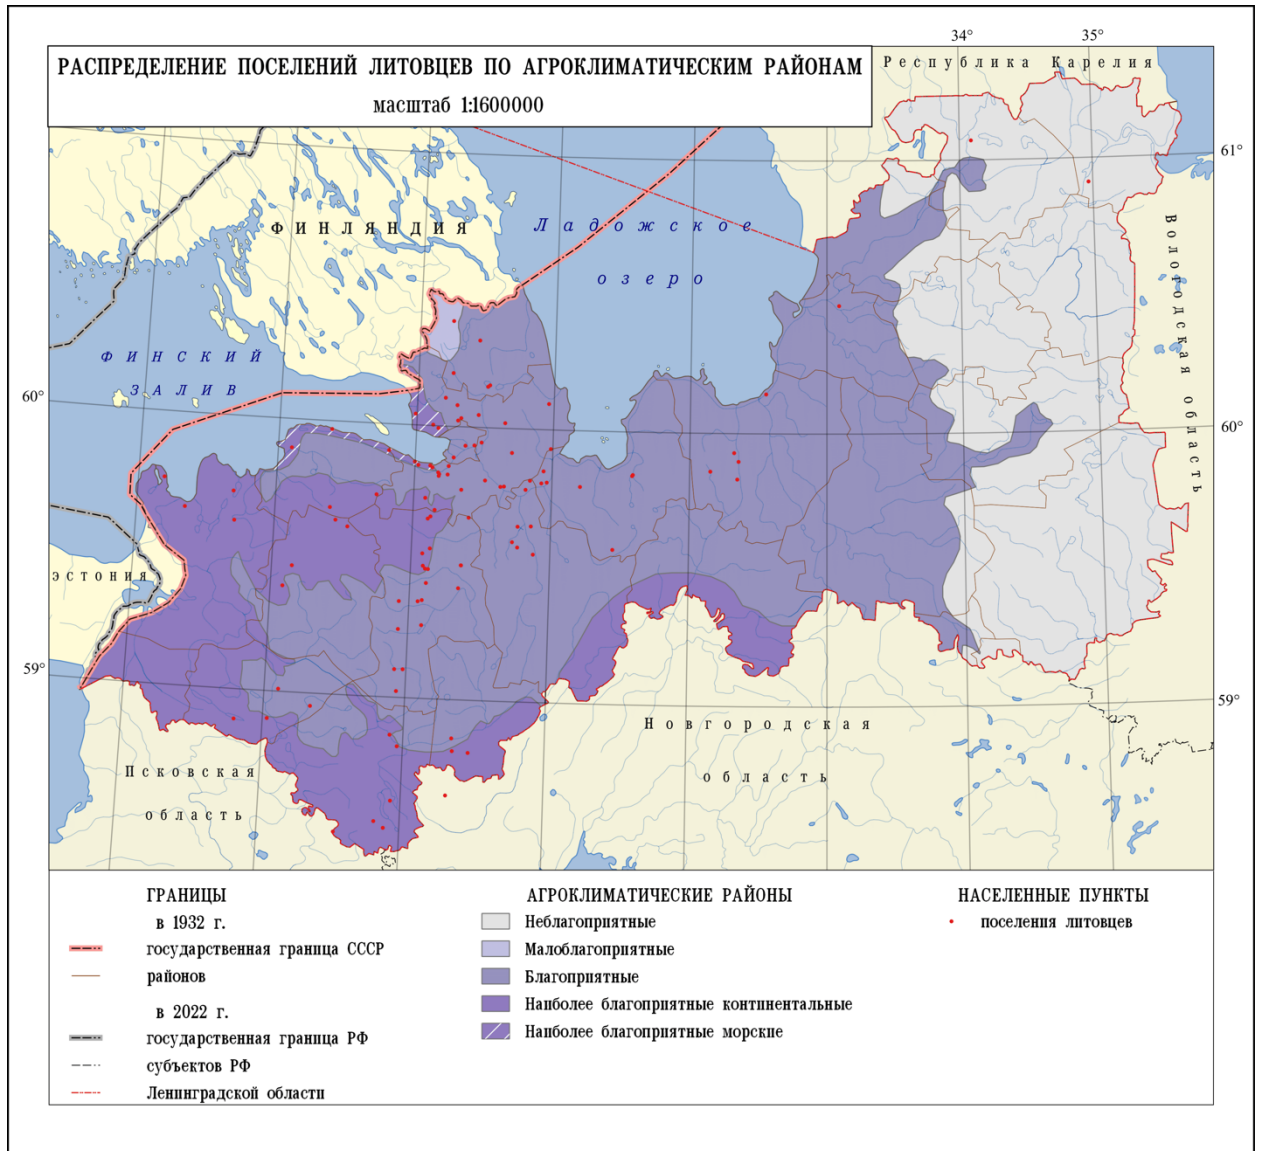 34° 35°
РАСПРЕДЕЛЕНИЕ ПОСЕЛЕНИЙ ЛИТОВЦЕВ ПО АГРОКЛИМАТИЧЕСКИМ РАЙОНАМ
масштаб 1:1600000
Республика Карелия
61°
ФИНЛЯНДИЯ
Ладожское
озеро
Вологодская область
ФИНСКИЙ
ЗАЛИВ
60°
60°
ЭСТОНИЯ
59°
59°
Новгородская
область
Псковская
область
ГРАНИЦЫ
в 1932 г.
государственная граница СССР
районов
в 2022 г.
государственная граница РФ
субъектов РФ
Ленинградской области
АГРОКЛИМАТИЧЕСКИЕ РАЙОНЫ
Неблагоприятные
Малоблагоприятные
Благоприятные
Наиболее благоприятные континентальные
Наиболее благоприятные морские
НАСЕЛЕННЫЕ ПУНКТЫ
поселения литовцев